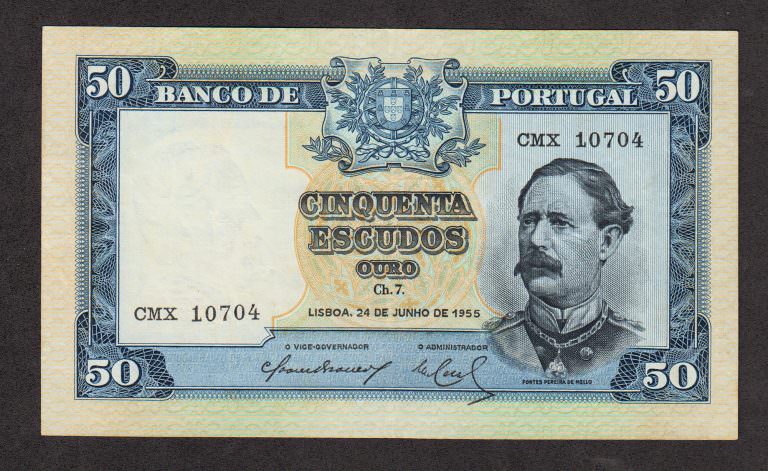 50 50
BANCO DE PORTUGAL
CMX 10704
CINQUENTA
ESCUDOS
OURO
Ch. 7.
CMX 10704
LISBOA, 24 DE JUNHO DE 1955
O VICE-GOVERNADOR O ADMINISTRADOR
PONTES PEREIRA DE MELLO
50 50